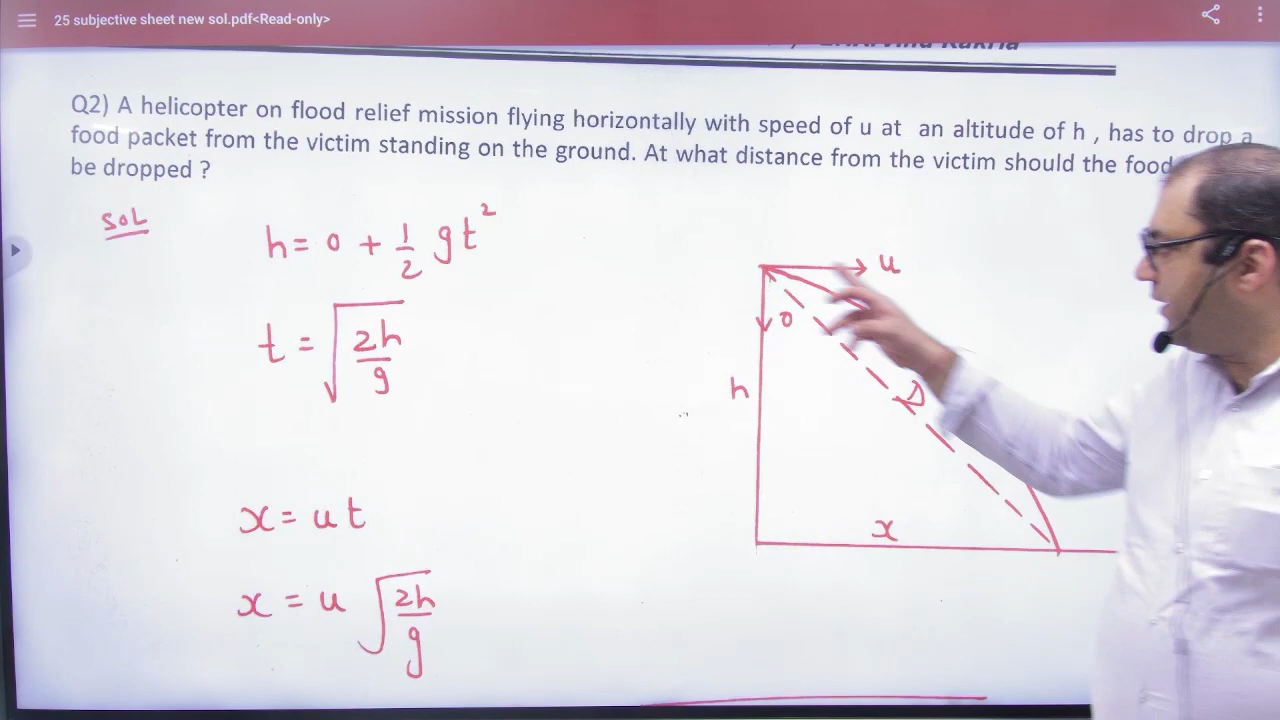 25 subjective sheet new sol.pdf<Read-only>
Q2) A helicopter on flood relief mission flying horizontally with speed of u at an altitude of h , has to drop a
food packet from the victim standing on the ground. At what distance from the victim should the food
be dropped ?
SOL
h = 0 + 1/2 gt²
t = √(2h/g)
x = ut
x = u √(2h/g)
u
0
h
D
x